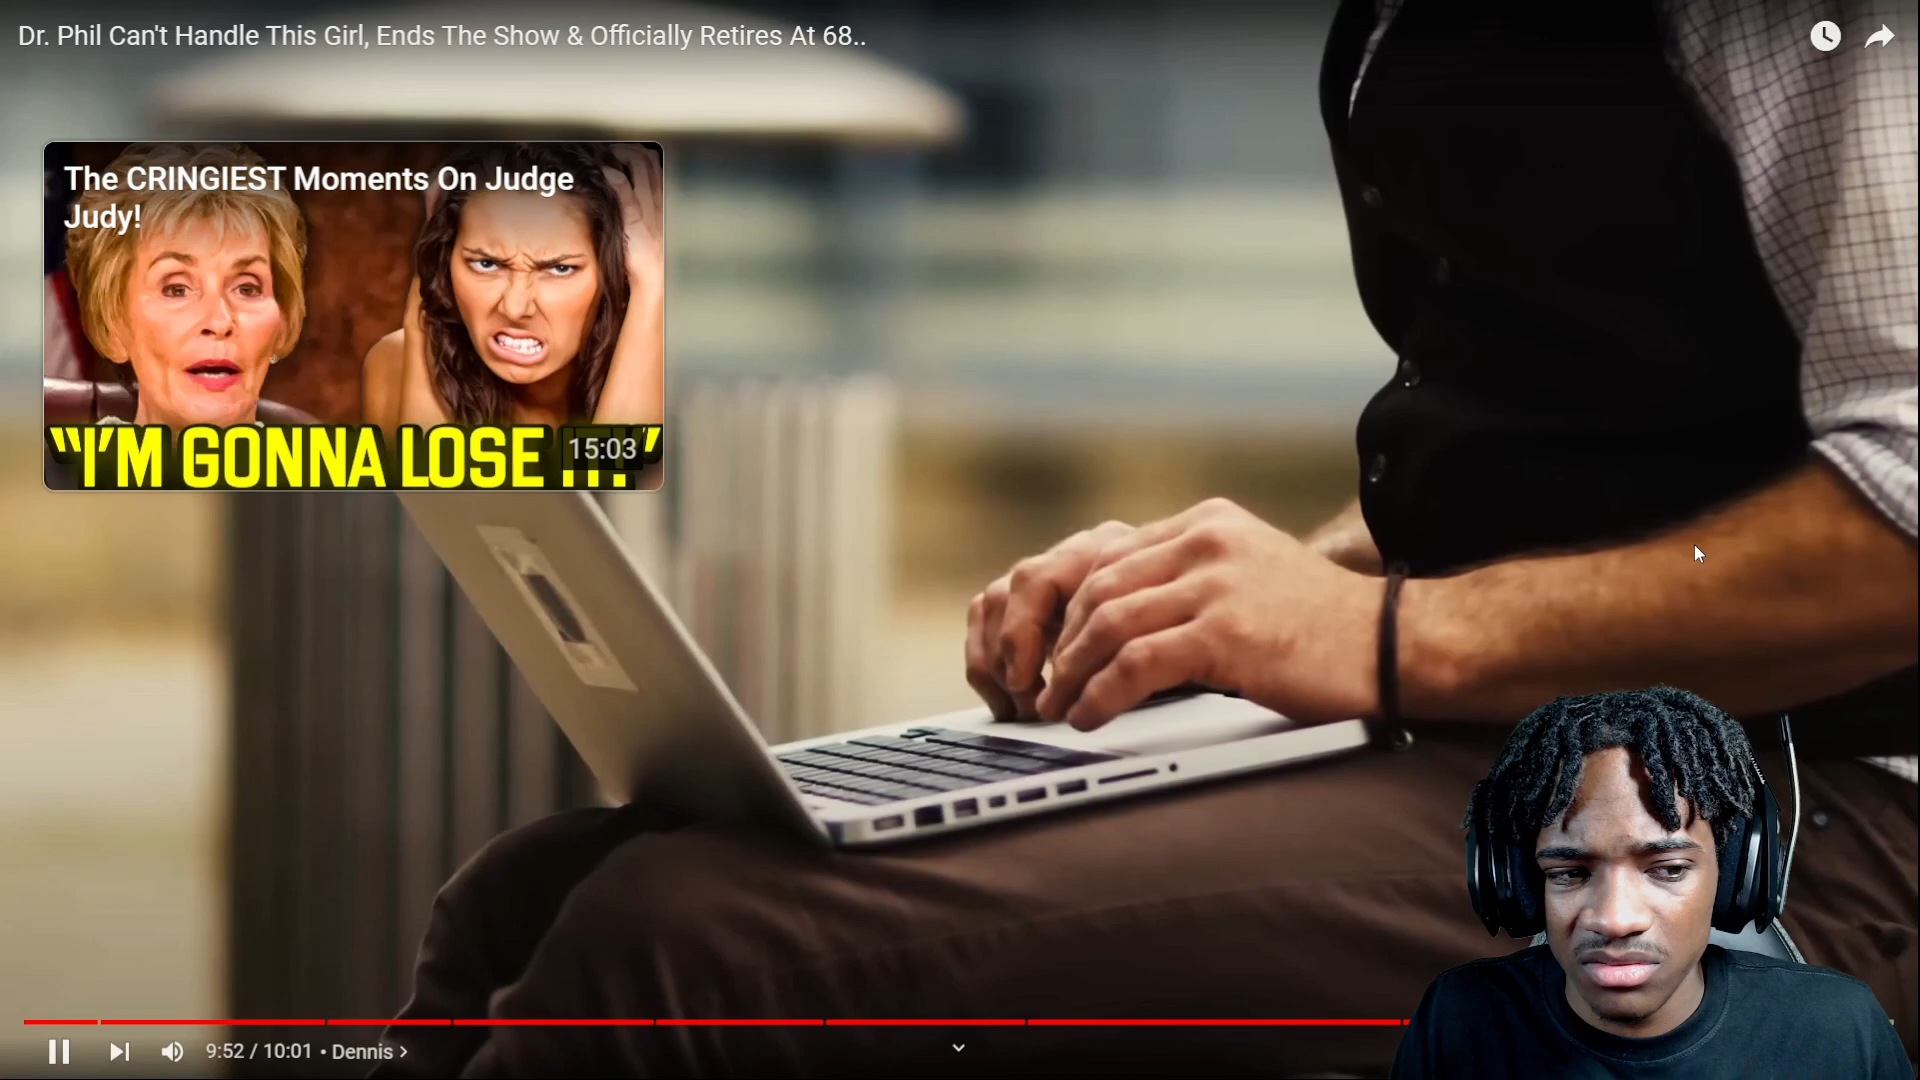 Dr. Phil Can't Handle This Girl, Ends The Show & Officially Retires At 68..
The CRINGIEST Moments On Judge
Judy!
"I'M GONNA LOSE
15:03
9:52 / 10:01 • Dennis >